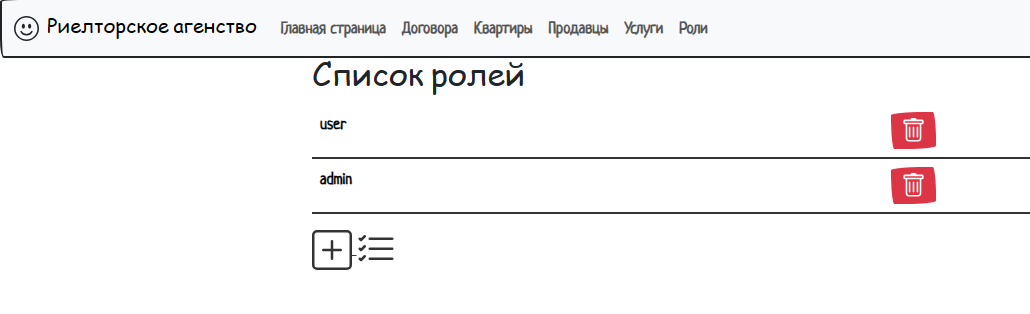 Риелторское агенство Главная страница Договора Квартиры Продавцы Услуги Роли
Список ролей
user
admin